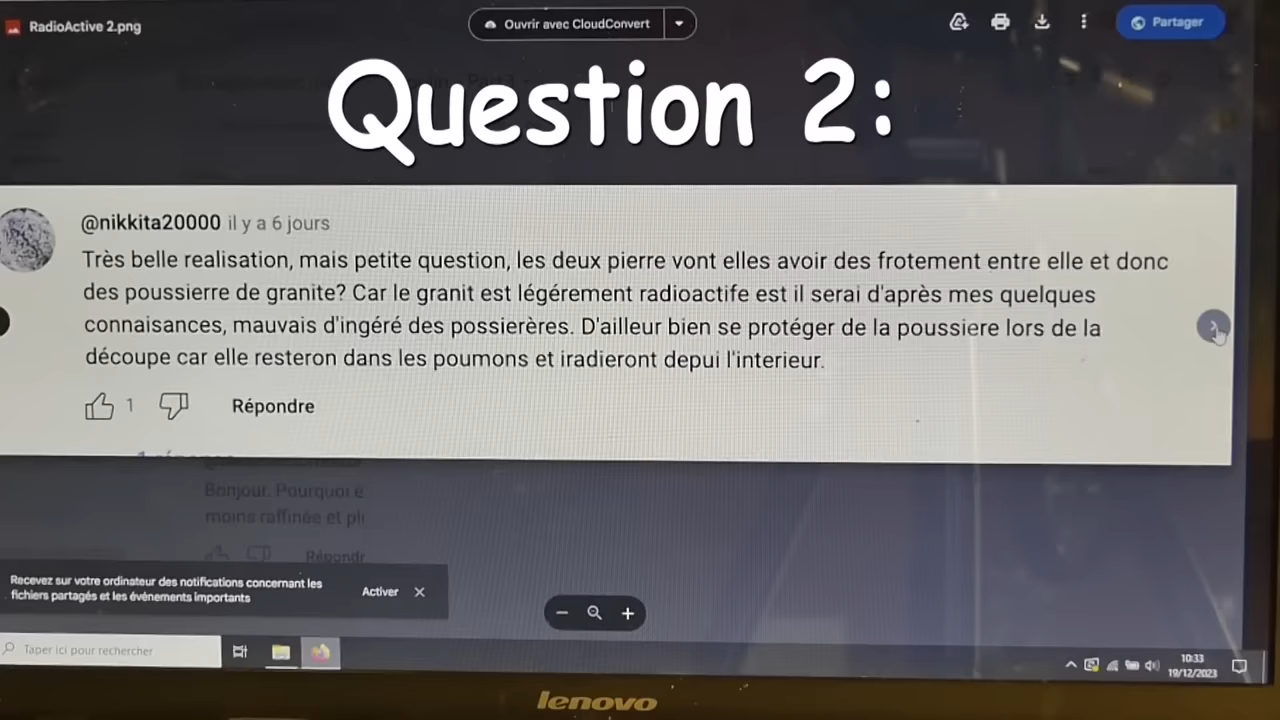 RadioActive 2.png
Ouvrir avec CloudConvert
Partager
Question 2:
@nikkita20000 il y a 6 jours
Très belle realisation, mais petite question, les deux pierre vont elles avoir des frotement entre elle et donc
des poussierre de granite? Car le granit est légérement radioactife est il serai d'après mes quelques
connaisances, mauvais d'ingéré des possierères. D'ailleur bien se protéger de la poussiere lors de la
découpe car elle resteron dans les poumons et iradieront depui l'interieur.
1
Répondre
Bonjour. Pourquoi e
moins raffinée et pli
Répondr
Recevez sur votre ordinateur des notifications concernant les
fichiers partagés et les événements importants
Activer
Taper ici pour rechercher
10:33
19/12/2023
lenovo